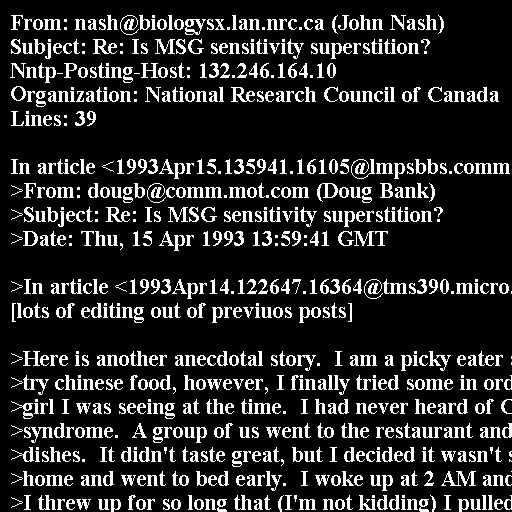 From: nash@biologysx.lan.nrc.ca (John Nash)
Subject: Re: Is MSG sensitivity superstition?
Nntp-Posting-Host: 132.246.164.10
Organization: National Research Council of Canada
Lines: 39

In article <1993Apr15.135941.16105@lmpsbbs.comm
>From: dougb@comm.mot.com (Doug Bank)
>Subject: Re: Is MSG sensitivity superstition?
>Date: Thu, 15 Apr 1993 13:59:41 GMT

>In article <1993Apr14.122647.16364@tms390.micro.
[lots of editing out of previuos posts]

>Here is another anecdotal story.  I am a picky eater
>try chinese food, however, I finally tried some in ord
>girl I was seeing at the time.  I had never heard of C
>syndrome.  A group of us went to the restaurant and
>dishes.  It didn't taste great, but I decided it wasn't s
>home and went to bed early.  I woke up at 2 AM and
>I threw up for so long that (I'm not kidding) I pulled